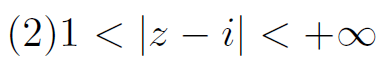 (2)1 < |z − i| < +∞